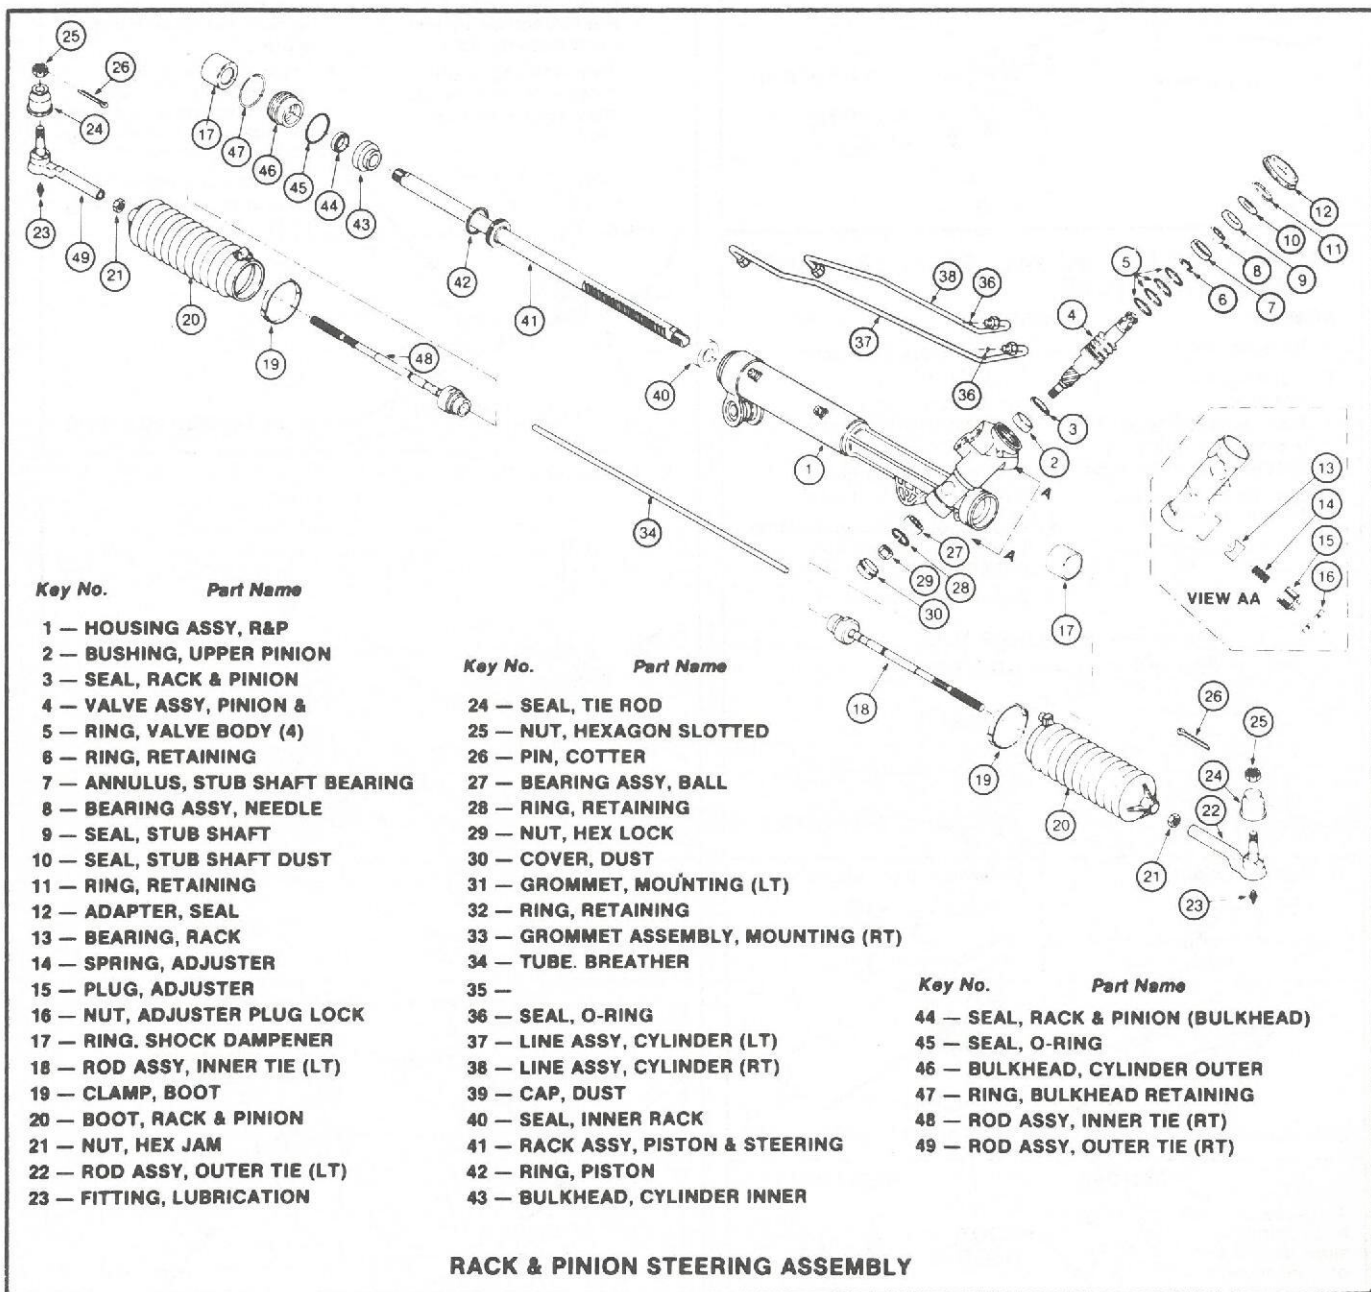 25
26
24
17
47
46
45
44
43
23
49
21
20
19
42
41
48
40
38
36
37
36
12
11
10
9
8
7
6
5
4
3
2
1
A
A
34
27
28
29
30
17
13
14
15
16
VIEW AA
18
19
20
26
25
24
22
21
23
Key No. Part Name
1 — HOUSING ASSY, R&P
2 — BUSHING, UPPER PINION
3 — SEAL, RACK & PINION
4 — VALVE ASSY, PINION &
5 — RING, VALVE BODY (4)
6 — RING, RETAINING
7 — ANNULUS, STUB SHAFT BEARING
8 — BEARING ASSY, NEEDLE
9 — SEAL, STUB SHAFT
10 — SEAL, STUB SHAFT DUST
11 — RING, RETAINING
12 — ADAPTER, SEAL
13 — BEARING, RACK
14 — SPRING, ADJUSTER
15 — PLUG, ADJUSTER
16 — NUT, ADJUSTER PLUG LOCK
17 — RING. SHOCK DAMPENER
18 — ROD ASSY, INNER TIE (LT)
19 — CLAMP, BOOT
20 — BOOT, RACK & PINION
21 — NUT, HEX JAM
22 — ROD ASSY, OUTER TIE (LT)
23 — FITTING, LUBRICATION
Key No. Part Name
24 — SEAL, TIE ROD
25 — NUT, HEXAGON SLOTTED
26 — PIN, COTTER
27 — BEARING ASSY, BALL
28 — RING, RETAINING
29 — NUT, HEX LOCK
30 — COVER, DUST
31 — GROMMET, MOUNTING (LT)
32 — RING, RETAINING
33 — GROMMET ASSEMBLY, MOUNTING (RT)
34 — TUBE. BREATHER
35 —
36 — SEAL, O-RING
37 — LINE ASSY, CYLINDER (LT)
38 — LINE ASSY, CYLINDER (RT)
39 — CAP, DUST
40 — SEAL, INNER RACK
41 — RACK ASSY, PISTON & STEERING
42 — RING, PISTON
43 — BULKHEAD, CYLINDER INNER
Key No. Part Name
44 — SEAL, RACK & PINION (BULKHEAD)
45 — SEAL, O-RING
46 — BULKHEAD, CYLINDER OUTER
47 — RING, BULKHEAD RETAINING
48 — ROD ASSY, INNER TIE (RT)
49 — ROD ASSY, OUTER TIE (RT)
RACK & PINION STEERING ASSEMBLY